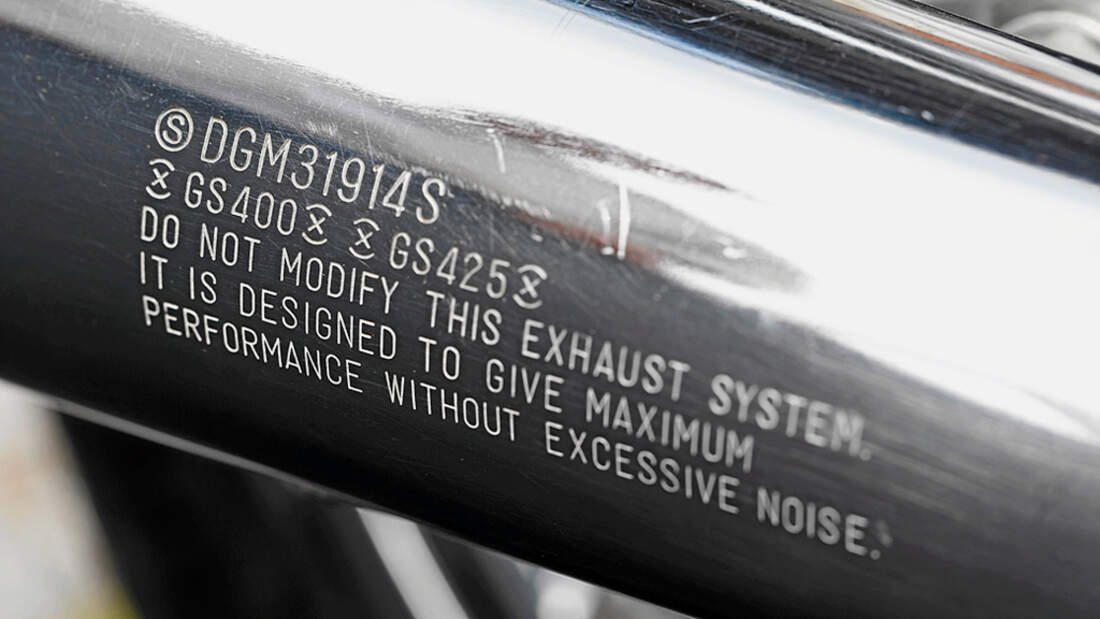 Ⓢ DGM31914S
GS400 GS425
DO NOT MODIFY THIS EXHAUST SYSTEM.
IT IS DESIGNED TO GIVE MAXIMUM
PERFORMANCE WITHOUT EXCESSIVE NOISE.